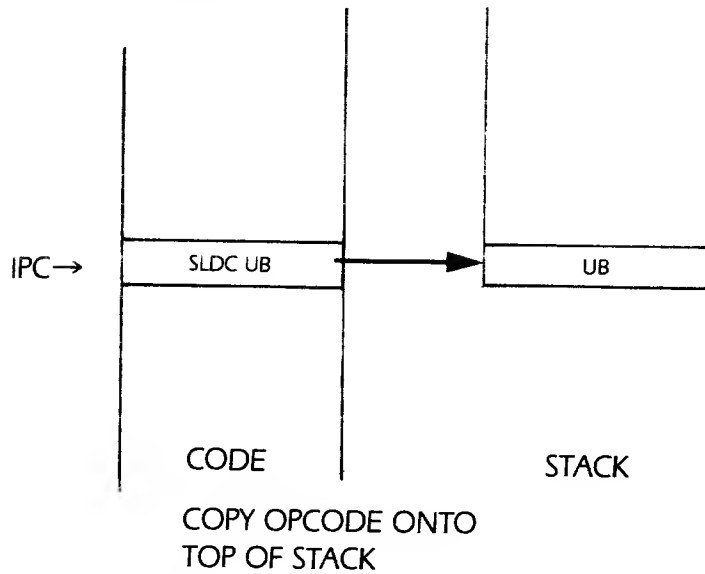 IPC→
SLDC UB
UB
CODE
STACK
COPY OPCODE ONTO
TOP OF STACK